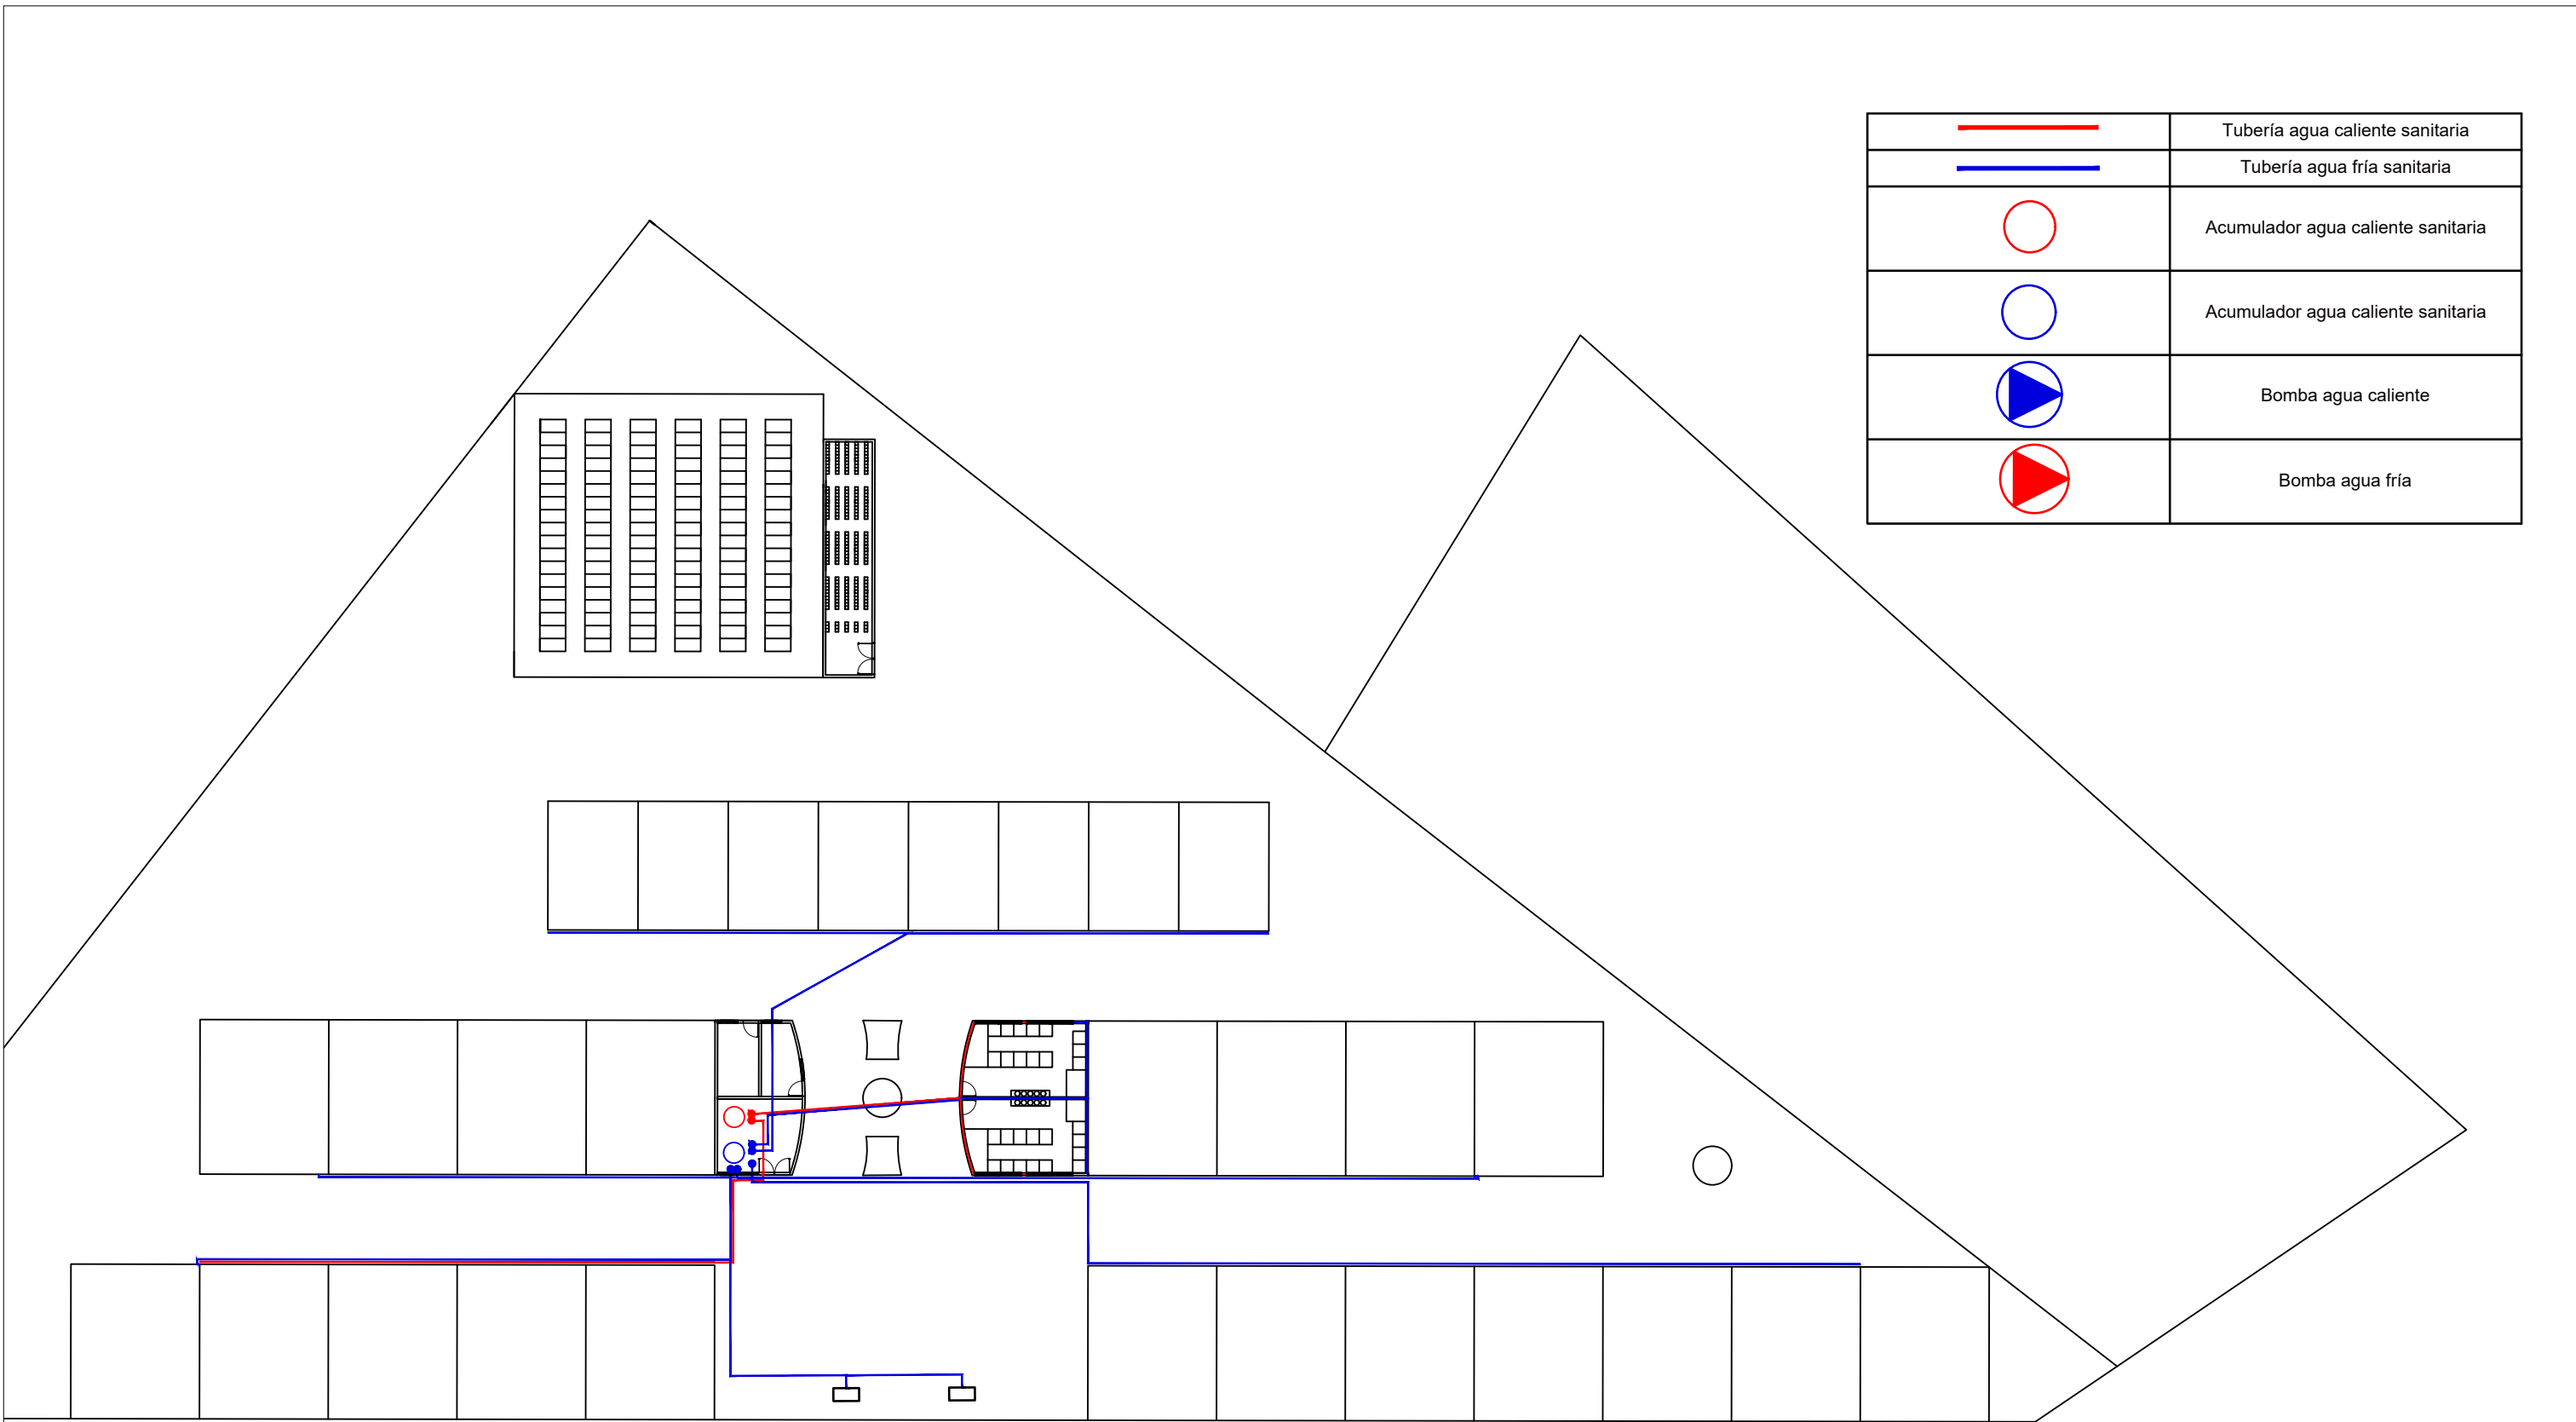 Tubería agua caliente sanitaria
Tubería agua fría sanitaria
Acumulador agua caliente sanitaria
Acumulador agua caliente sanitaria
Bomba agua caliente
Bomba agua fría